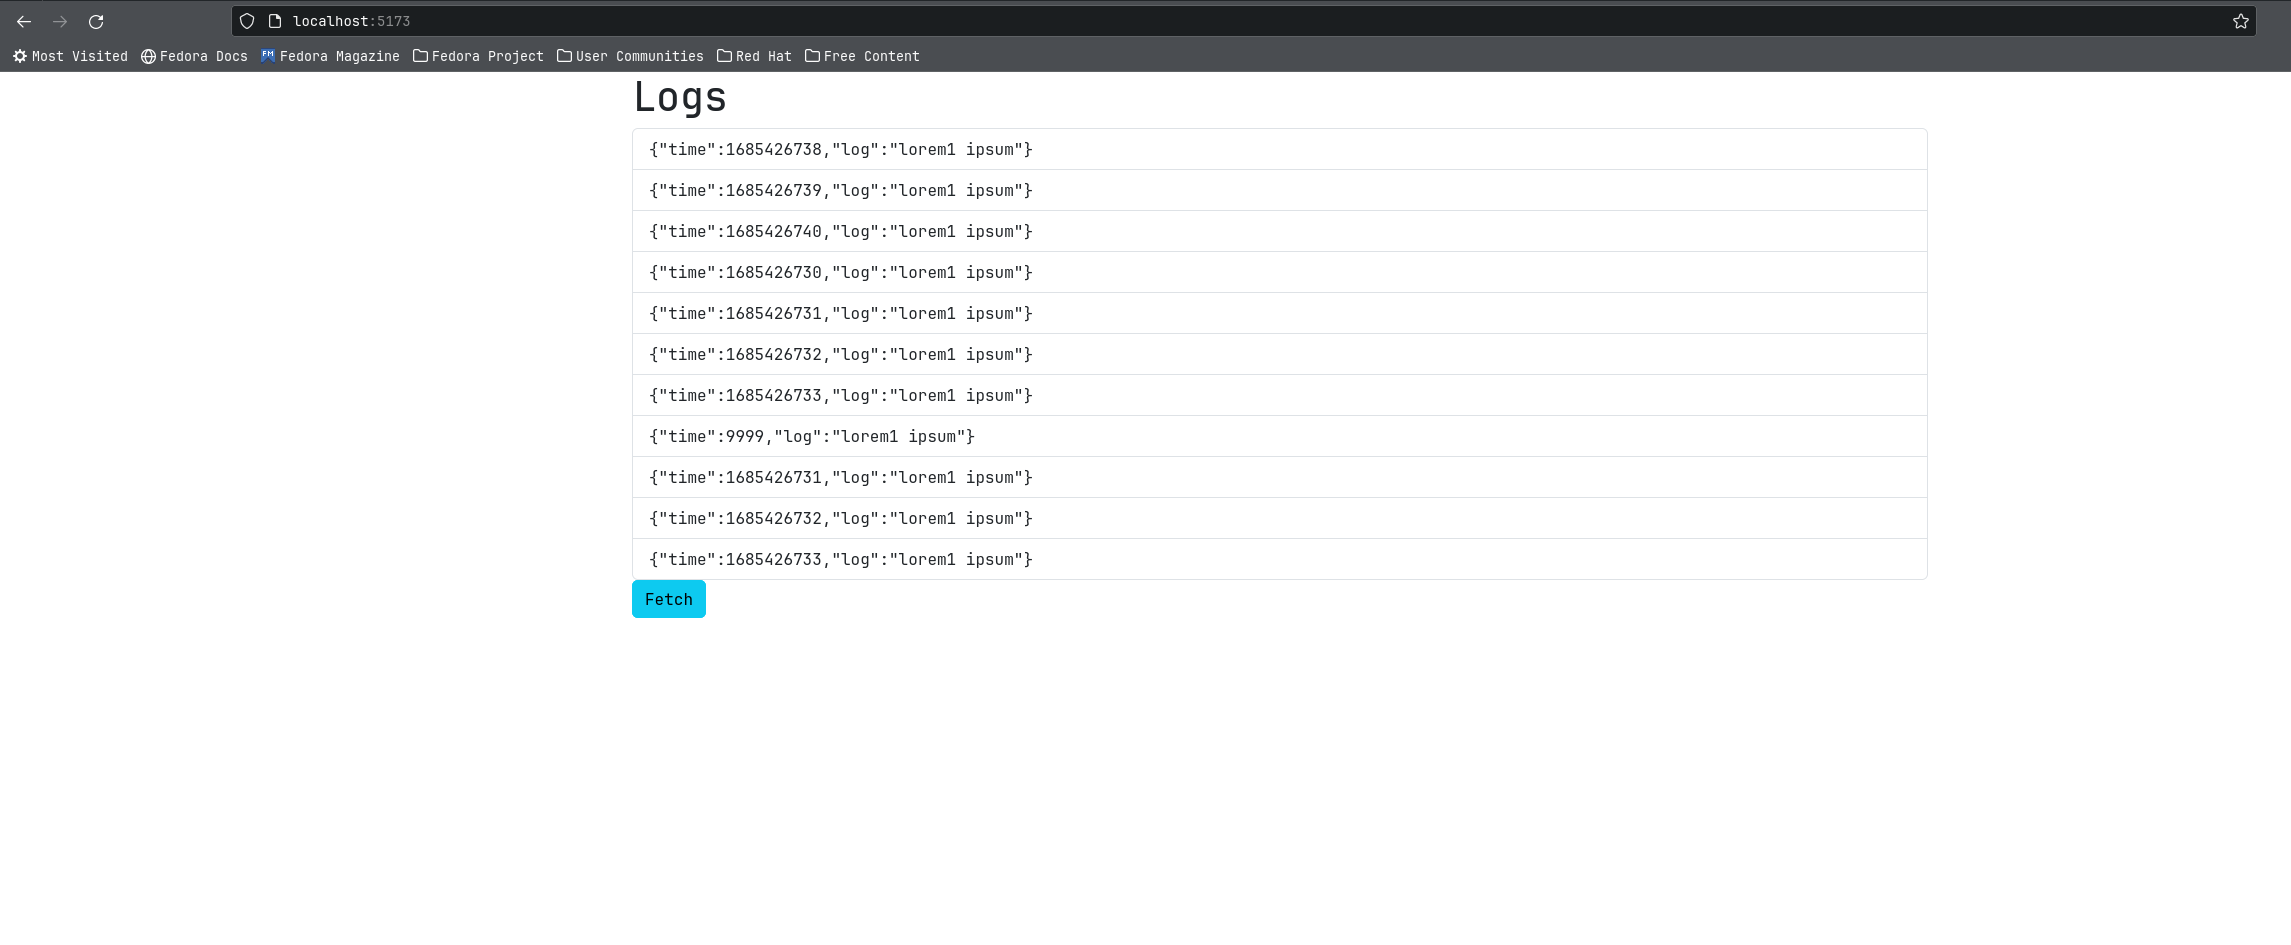 localhost:5173
Most Visited Fedora Docs FM Fedora Magazine Fedora Project User Communities Red Hat Free Content
Logs
{"time":1685426738,"log":"lorem1 ipsum"}
{"time":1685426739,"log":"lorem1 ipsum"}
{"time":1685426740,"log":"lorem1 ipsum"}
{"time":1685426730,"log":"lorem1 ipsum"}
{"time":1685426731,"log":"lorem1 ipsum"}
{"time":1685426732,"log":"lorem1 ipsum"}
{"time":1685426733,"log":"lorem1 ipsum"}
{"time":9999,"log":"lorem1 ipsum"}
{"time":1685426731,"log":"lorem1 ipsum"}
{"time":1685426732,"log":"lorem1 ipsum"}
{"time":1685426733,"log":"lorem1 ipsum"}
Fetch